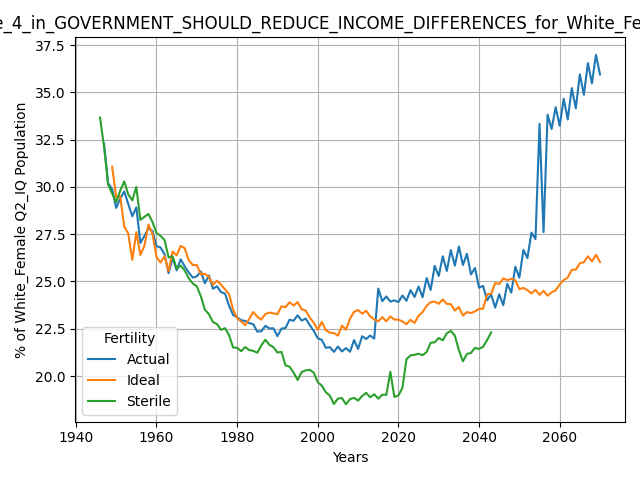 _4_in_GOVERNMENT_SHOULD_REDUCE_INCOME_DIFFERENCES_for_White_Fe
% of White_Female Q2_IQ Population
37.5
35.0
32.5
30.0
27.5
25.0
22.5
20.0
Fertility
Actual
Ideal
Sterile
1940 1960 1980 2000 2020 2040 2060
Years